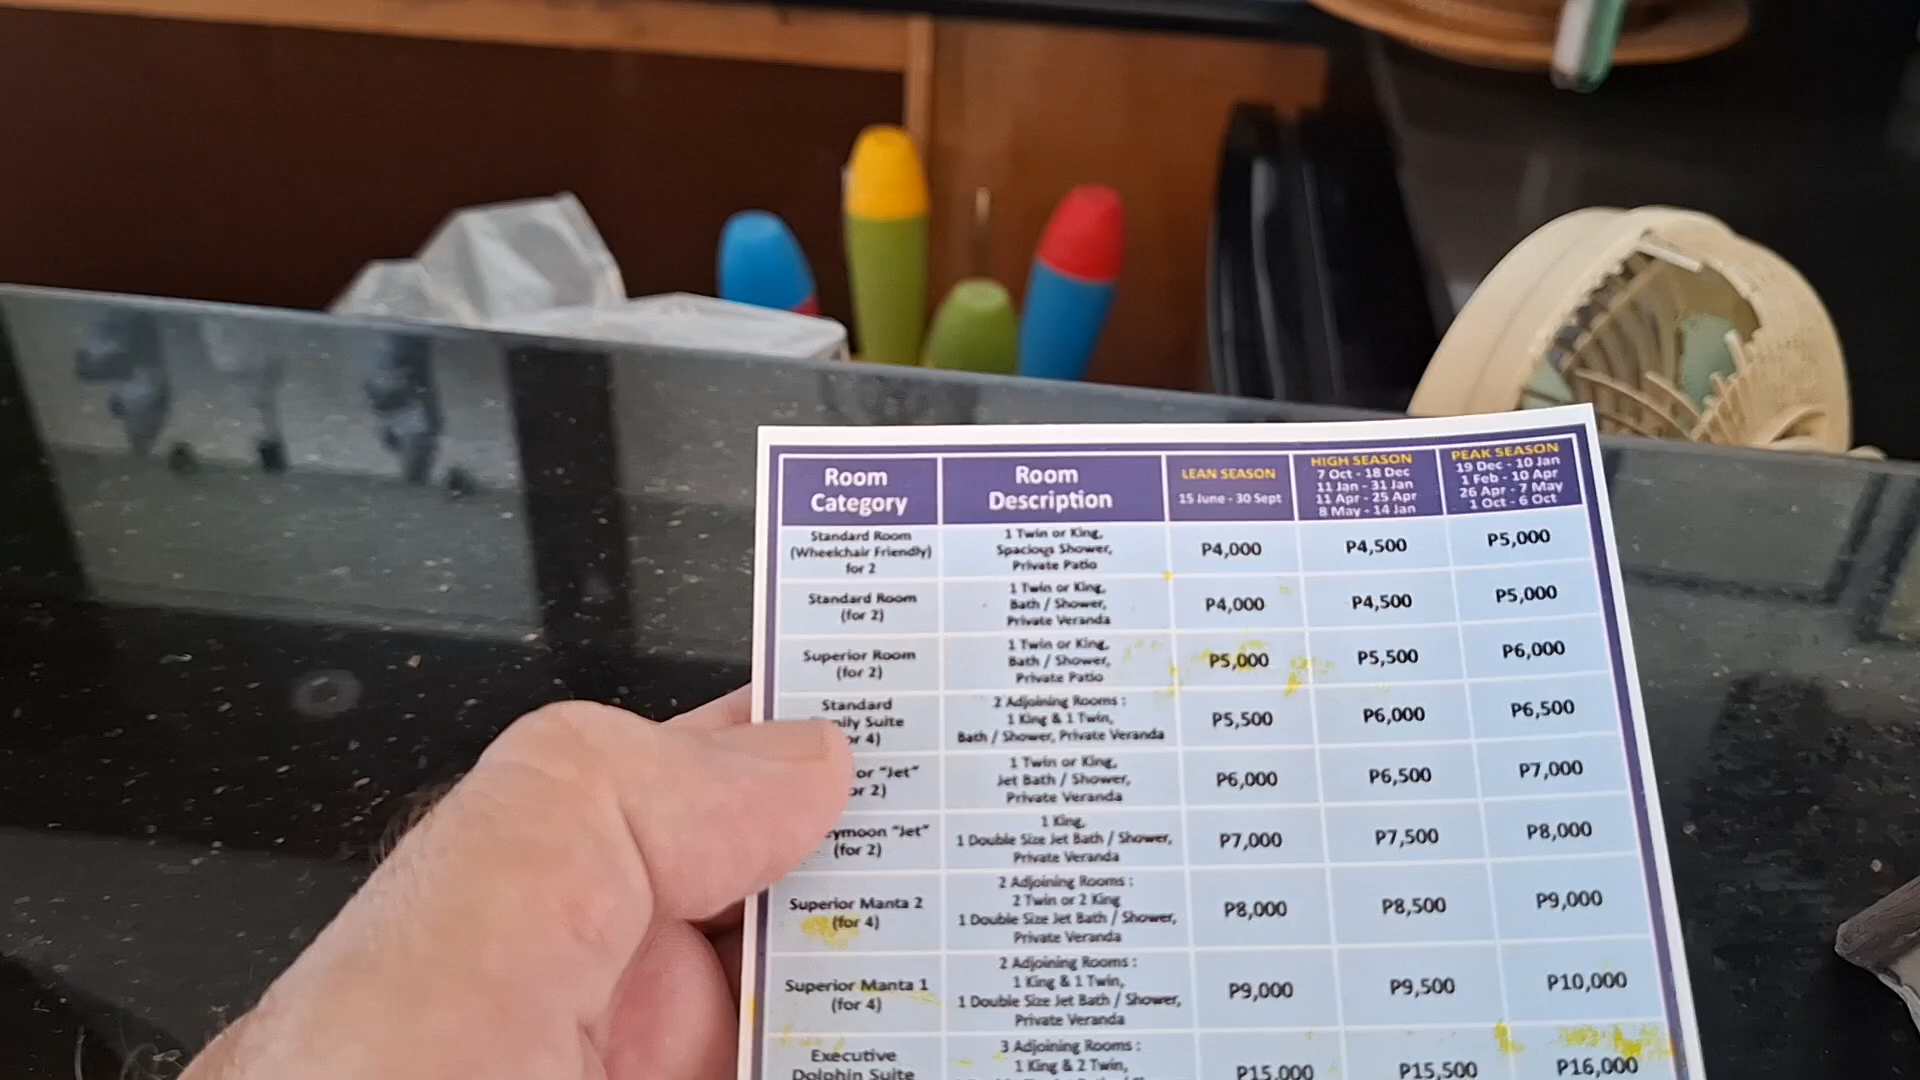 Room
Category
Room
Description
LEAN SEASON
15 June - 30 Sept
HIGH SEASON
7 Oct - 18 Dec
11 Jan - 31 Jan
11 Apr - 25 Apr
8 May - 14 Jan
PEAK SEASON
19 Dec - 10 Jan
1 Feb - 10 Apr
26 Apr - 7 May
1 Oct - 6 Oct
Standard Room
(Wheelchair Friendly)
for 2
1 Twin or King,
Spacious Shower,
Private Patio
P4,000
P4,500
P5,000
Standard Room
(for 2)
1 Twin or King,
Bath / Shower,
Private Veranda
P4,000
P4,500
P5,000
Superior Room
(for 2)
1 Twin or King,
Bath / Shower,
Private Patio
P5,000
P5,500
P6,000
Standard
Suite
4)
2 Adjoining Rooms :
1 King & 1 Twin,
Bath / Shower, Private Veranda
P5,500
P6,000
P6,500
or "Jet"
2)
1 Twin or King,
Jet Bath / Shower,
Private Veranda
P6,000
P6,500
P7,000
ymoon "Jet"
(for 2)
1 King,
1 Double Size Jet Bath / Shower,
Private Veranda
P7,000
P7,500
P8,000
Superior Manta 2
(for 4)
2 Adjoining Rooms :
2 Twin or 2 King
1 Double Size Jet Bath / Shower,
Private Veranda
P8,000
P8,500
P9,000
Superior Manta 1
(for 4)
2 Adjoining Rooms :
1 King & 1 Twin,
1 Double Size Jet Bath / Shower,
Private Veranda
P9,000
P9,500
P10,000
Executive
Dolphin Suite
3 Adjoining Rooms :
1 King & 2 Twin,
P15,000
P15,500
P16,000